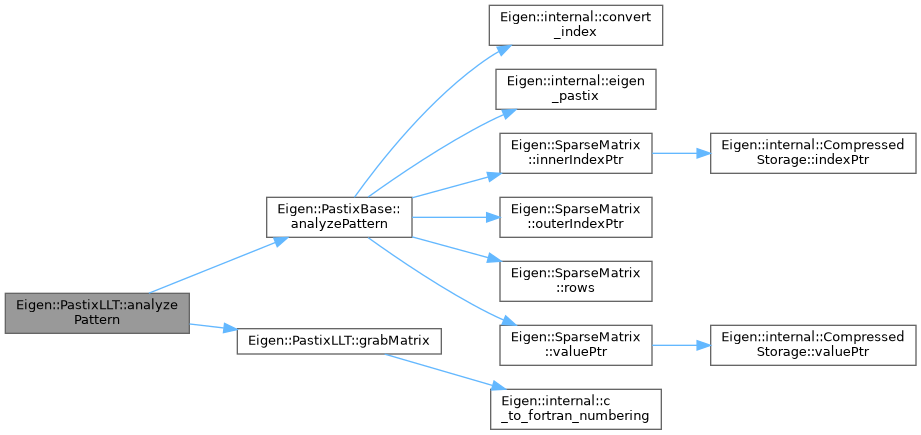 Eigen::internal::convert
_index
Eigen::internal::eigen
_pastix
Eigen::SparseMatrix
::innerIndexPtr
Eigen::internal::Compressed
Storage::indexPtr
Eigen::PastixBase::
analyzePattern
Eigen::SparseMatrix
::outerIndexPtr
Eigen::SparseMatrix
::rows
Eigen::PastixLLT::analyze
Pattern
Eigen::PastixLLT::grabMatrix
Eigen::SparseMatrix
::valuePtr
Eigen::internal::Compressed
Storage::valuePtr
Eigen::internal::c
_to_fortran_numbering